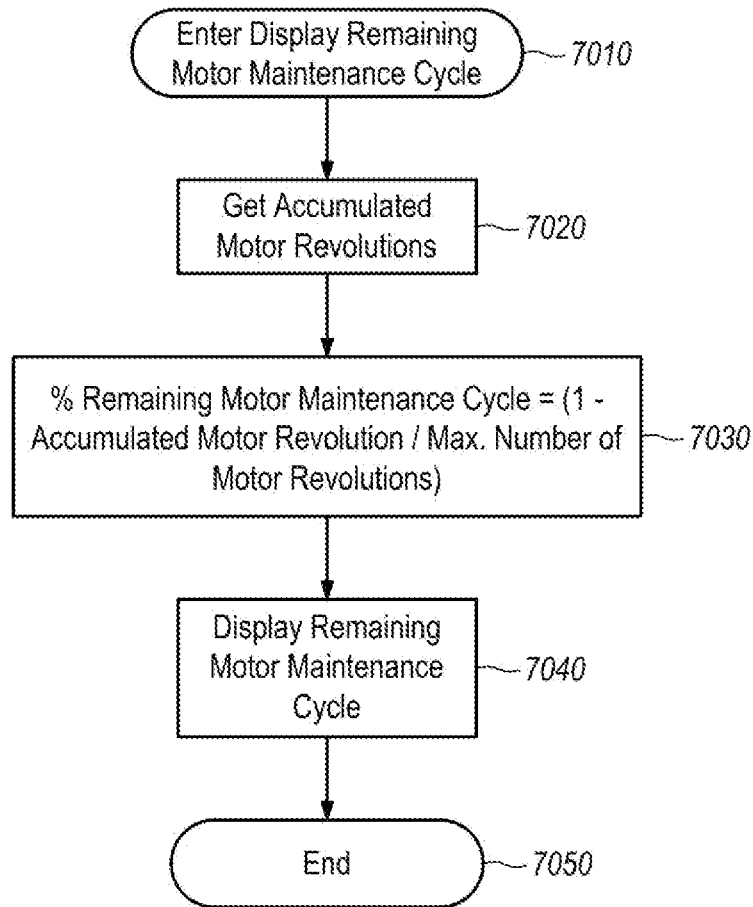 Enter Display Remaining
Motor Maintenance Cycle
7010
Get Accumulated
Motor Revolutions
7020
% Remaining Motor Maintenance Cycle = (1 -
Accumulated Motor Revolution / Max. Number of
Motor Revolutions)
7030
Display Remaining
Motor Maintenance
Cycle
7040
End
7050